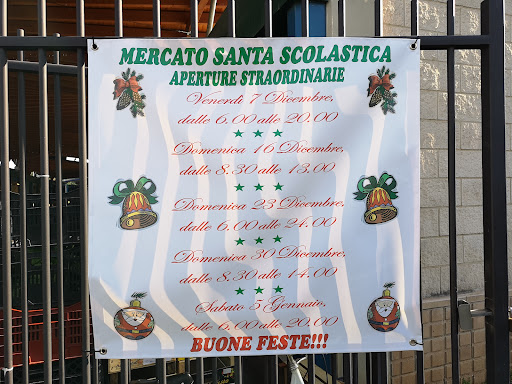 MERCATO SANTA SCOLASTICA
APERTURE STRAORDINARIE
Venerdì 7 Dicembre,
dalle 6,00 alle 20,00
Domenica 16 Dicembre,
dalle 8,30 alle 13,00
Domenica 23 Dicembre,
dalle 6,00 alle 24,00
Domenica 30 Dicembre,
dalle 8,30 alle 14,00
Sabato 5 Gennaio,
dalle 6,00 alle 20,00
BUONE FESTE!!!